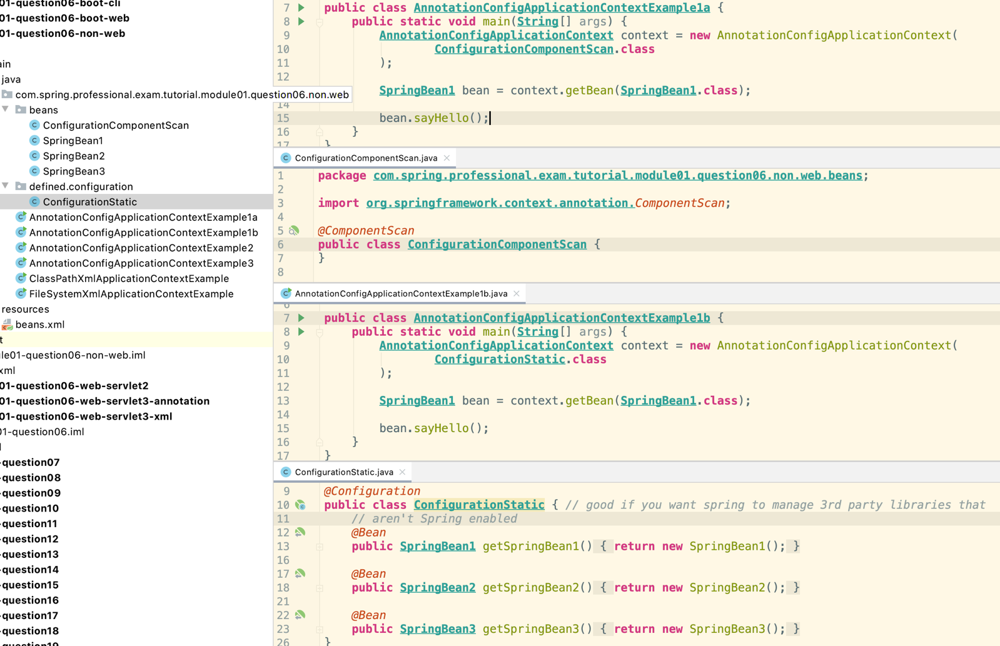 01-question06-boot-cli
01-question06-boot-web
01-question06-non-web
ain
java
com.spring.professional.exam.tutorial.module01.question06.non.web
beans
ConfigurationComponentScan
SpringBean1
SpringBean2
SpringBean3
defined.configuration
ConfigurationStatic
AnnotationConfigApplicationContextExample1a
AnnotationConfigApplicationContextExample1b
AnnotationConfigApplicationContextExample2
AnnotationConfigApplicationContextExample3
ClassPathXmlApplicationContextExample
FileSystemXmlApplicationContextExample
resources
beans.xml
t
le01-question06-non-web.iml
xml
01-question06-web-servlet2
01-question06-web-servlet3-annotation
01-question06-web-servlet3-xml
01-question06.iml
l
-question07
-question08
-question09
-question10
-question11
-question12
-question13
-question14
-question15
-question16
-question17
-question18
-question19
7 public class AnnotationConfigApplicationContextExample1a {
8 public static void main(String[] args) {
9 AnnotationConfigApplicationContext context = new AnnotationConfigApplicationContext(
10 ConfigurationComponentScan.class
11 );
12
SpringBean1 bean = context.getBean(SpringBean1.class);
14
15 bean.sayHello();
16 }
17 }
ConfigurationComponentScan.java
1 package com.spring.professional.exam.tutorial.module01.question06.non.web.beans;
2
3 import org.springframework.context.annotation.ComponentScan;
4
5 @ComponentScan
6 public class ConfigurationComponentScan {
7 }
8
AnnotationConfigApplicationContextExample1b.java
6
7 public class AnnotationConfigApplicationContextExample1b {
8 public static void main(String[] args) {
9 AnnotationConfigApplicationContext context = new AnnotationConfigApplicationContext(
10 ConfigurationStatic.class
11 );
12
13 SpringBean1 bean = context.getBean(SpringBean1.class);
14
15 bean.sayHello();
16 }
17 }
ConfigurationStatic.java
9 @Configuration
10 public class ConfigurationStatic { // good if you want spring to manage 3rd party libraries that
11 // aren't Spring enabled
12 @Bean
13 public SpringBean1 getSpringBean1() { return new SpringBean1(); }
16
17 @Bean
18 public SpringBean2 getSpringBean2() { return new SpringBean2(); }
21
22 @Bean
23 public SpringBean3 getSpringBean3() { return new SpringBean3(); }
26 }